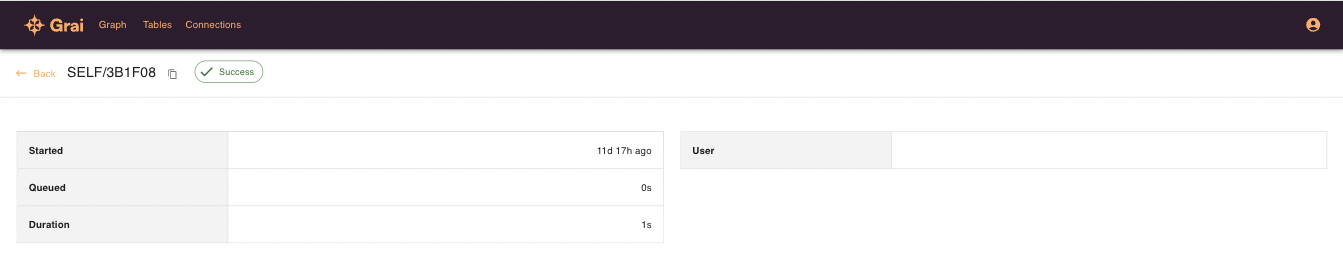 Grai Graph Tables Connections
Back SELF/3B1F08 Success
Started 11d 17h ago User
Queued 0s
Duration 1s